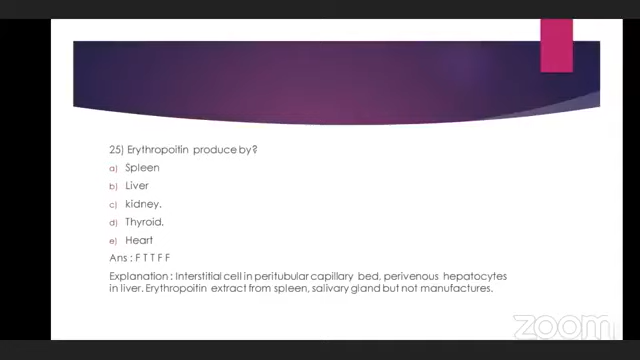 25) Erythropoitin produce by?
a) Spleen
b) Liver
c) kidney.
d) Thyroid.
e) Heart
Ans : F T T F F
Explanation : Interstitial cell in peritubular capillary bed, perivenous hepatocytes
in liver. Erythropoitin extract from spleen, salivary gland but not manufactures.
zoom